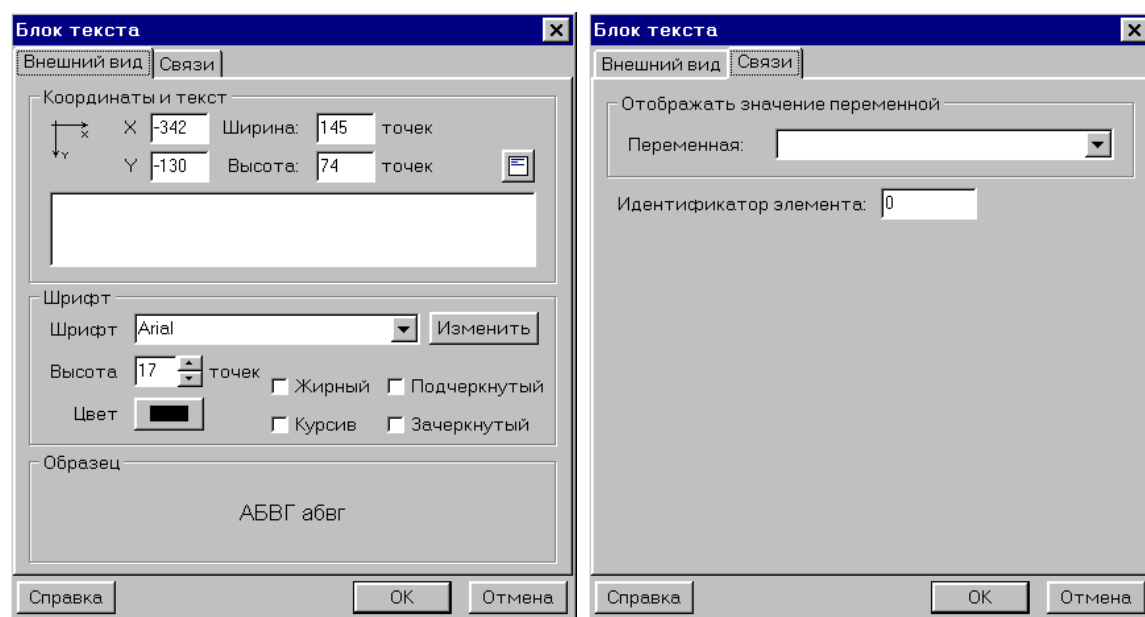 Блок текста
Внешний вид Связи
Координаты и текст
X -342 Ширина: 145 точек
X
Y
Y -130 Высота: 74 точек
Шрифт
Шрифт Arial Изменить
Высота 17 точек
Жирный Подчеркнутый
Цвет
Курсив Зачеркнутый
Образец
АБВГ абвг
Справка OK Отмена
Блок текста
Внешний вид Связи
Отображать значение переменной
Переменная:
Идентификатор элемента: 0
Справка OK Отмена